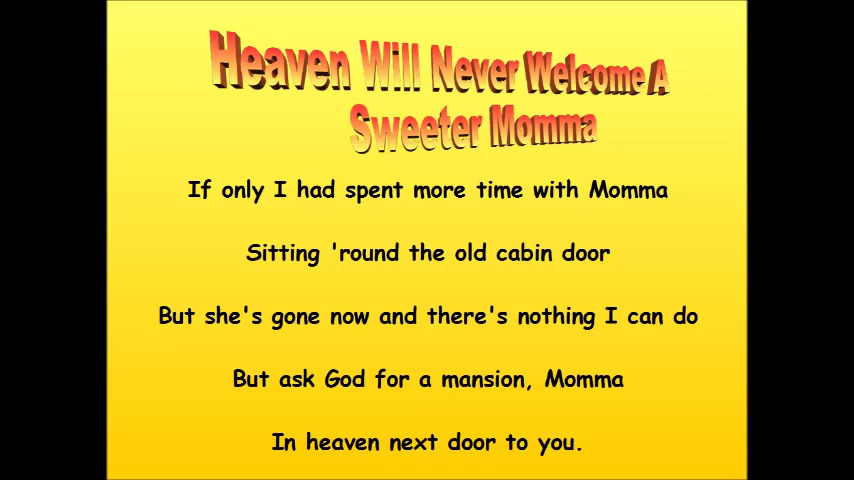 Heaven Will Never Welcome A
Sweeter Momma
If only I had spent more time with Momma
Sitting 'round the old cabin door
But she's gone now and there's nothing I can do
But ask God for a mansion, Momma
In heaven next door to you.